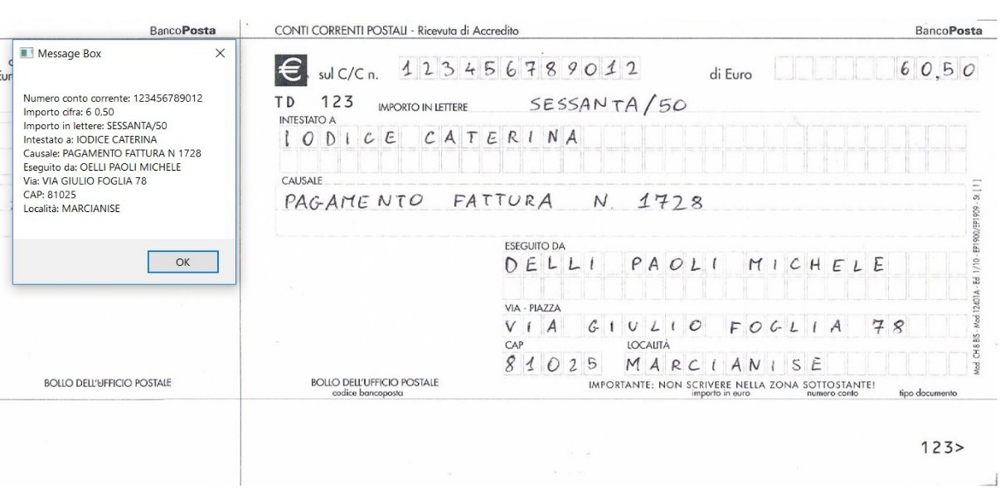 BancoPosta
Message Box
Numero conto corrente: 123456789012
Importo cifra: 6 0,50
Importo in lettere: SESSANTA/50
Intestato a: IODICE CATERINA
Causale: PAGAMENTO FATTURA N 1728
Eseguito da: OELLI PAOLI MICHELE
Via: VIA GIULIO FOGLIA 78
CAP: 81025
Località: MARCIANISE
OK
BOLLO DELL'UFFICIO POSTALE
CONTI CORRENTI POSTALI - Ricevuta di Accredito BancoPosta
€ sul C/C n. 123456789012 di Euro 60,50
TD 123 IMPORTO IN LETTERE SESSANTA/50
INTESTATO A
IODICE CATERINA
CAUSALE
PAGAMENTO FATTURA N. 1728
ESEGUITO DA
DELLI PAOLI MICHELE
VIA - PIAZZA
VIA GIULIO FOGLIA 78
CAP LOCALITÀ
81025 MARCIANISE
BOLLO DELL'UFFICIO POSTALE
codice bancoposta
IMPORTANTE: NON SCRIVERE NELLA ZONA SOTTOSTANTE!
importo in euro numero conto tipo documento
123>
Mod. CH 8 BIS - Mod 12401A - Ed. 1/10 - EP1900/EP1909 - St. [1]